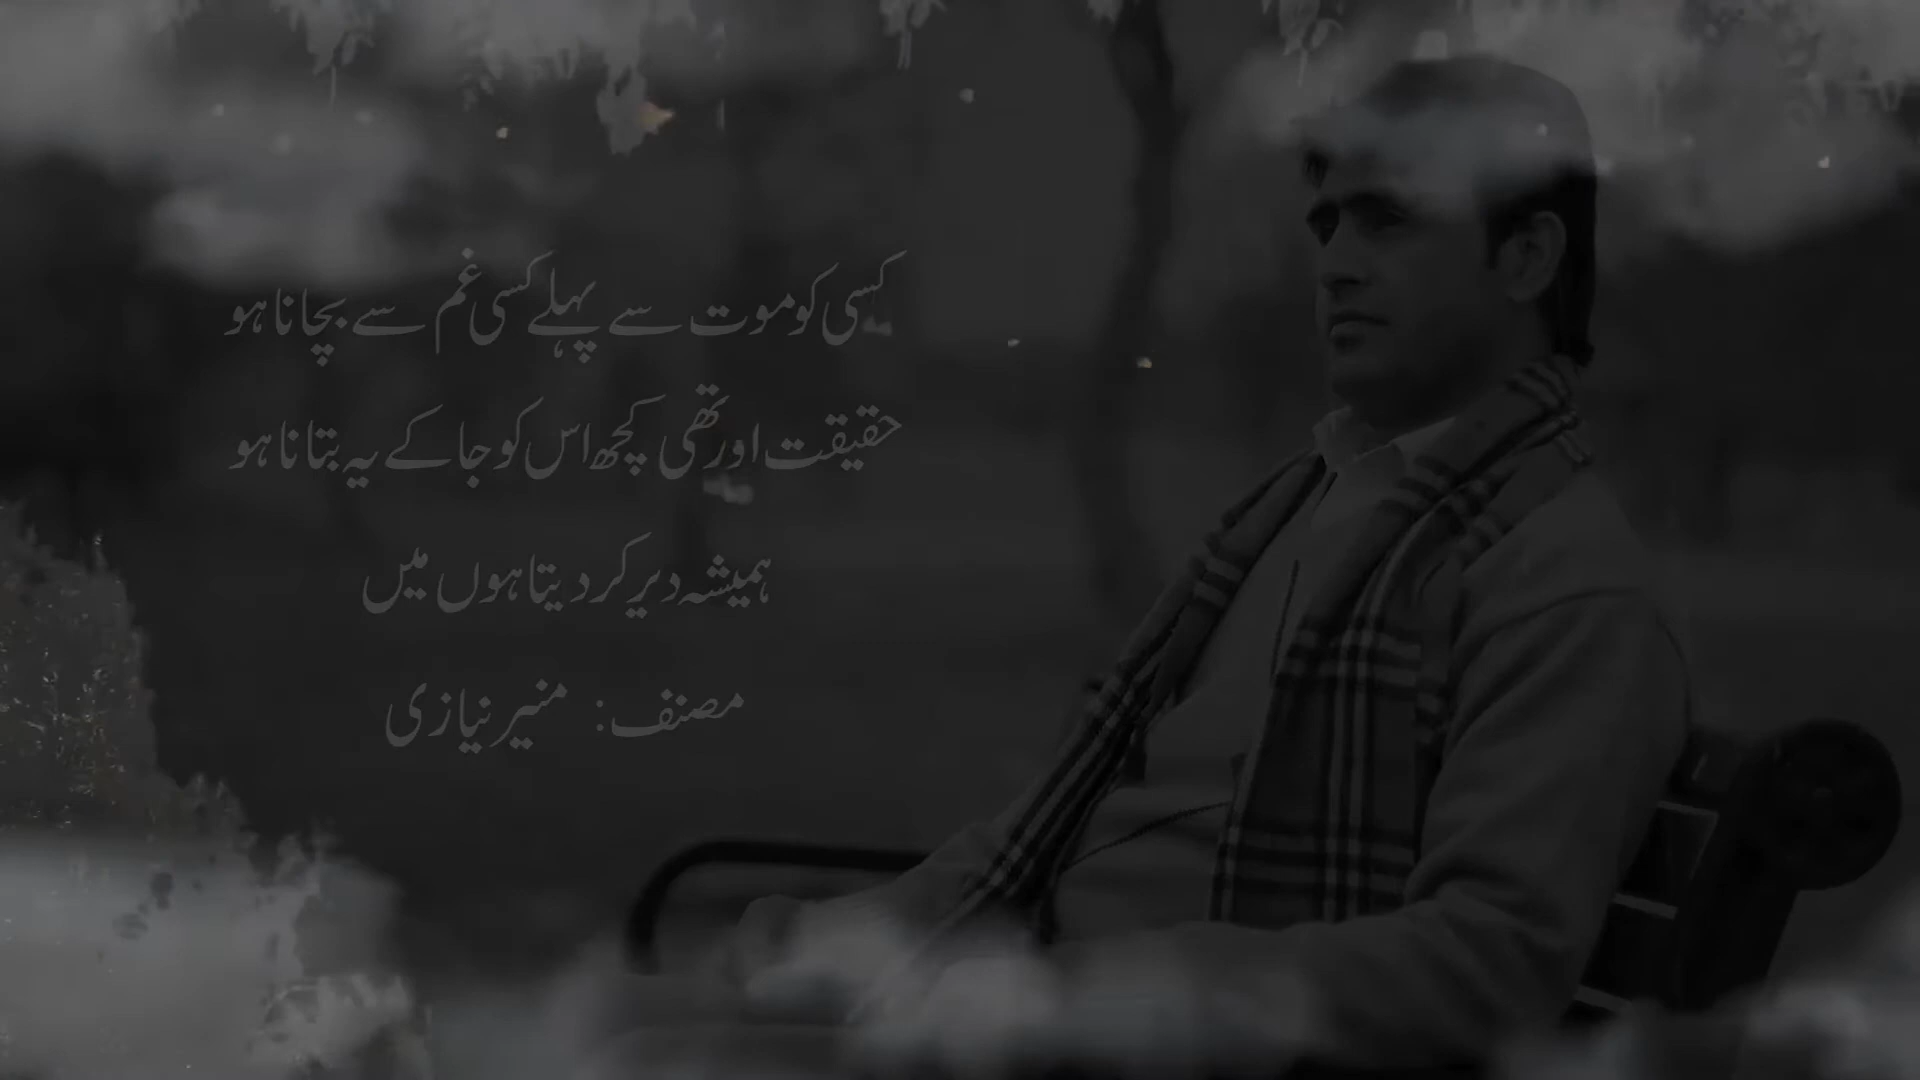 کسی کو موت سے پہلے کسی غم سے بچانا ہو
حقیقت اور تھی کچھ اس کو جا کے یہ بتانا ہو
ہمیشہ دیر کر دیتا ہوں میں
مصنف: منیر نیازی